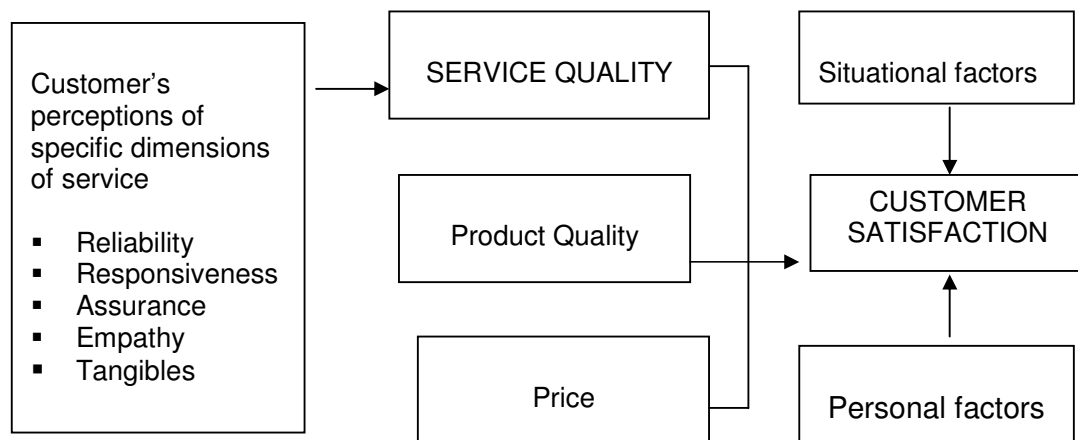 Customer’s
perceptions of
specific dimensions
of service
▪ Reliability
▪ Responsiveness
▪ Assurance
▪ Empathy
▪ Tangibles
SERVICE QUALITY
Product Quality
Price
Situational factors
CUSTOMER
SATISFACTION
Personal factors